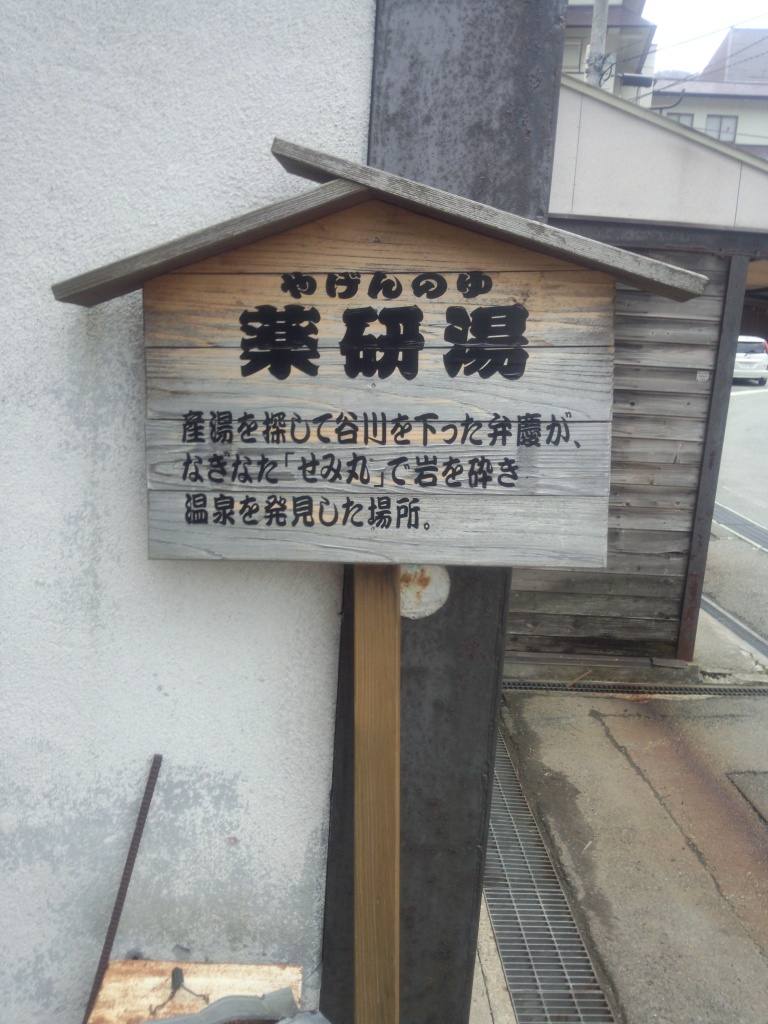 やげんのゆ
薬研湯
産湯を探して谷川を下った弁慶が、
なぎなた「せみ丸」で岩を砕き
温泉を発見した場所。